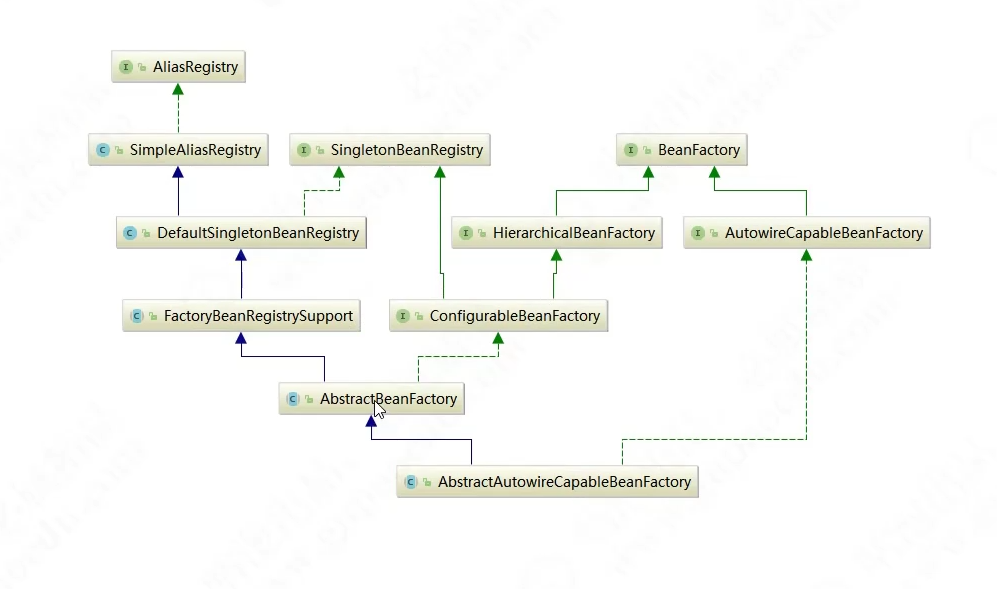 AliasRegistry
SimpleAliasRegistry
SingletonBeanRegistry
BeanFactory
DefaultSingletonBeanRegistry
HierarchicalBeanFactory
AutowireCapableBeanFactory
FactoryBeanRegistrySupport
ConfigurableBeanFactory
AbstractBeanFactory
AbstractAutowireCapableBeanFactory